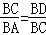 BC/BA = BD/BC